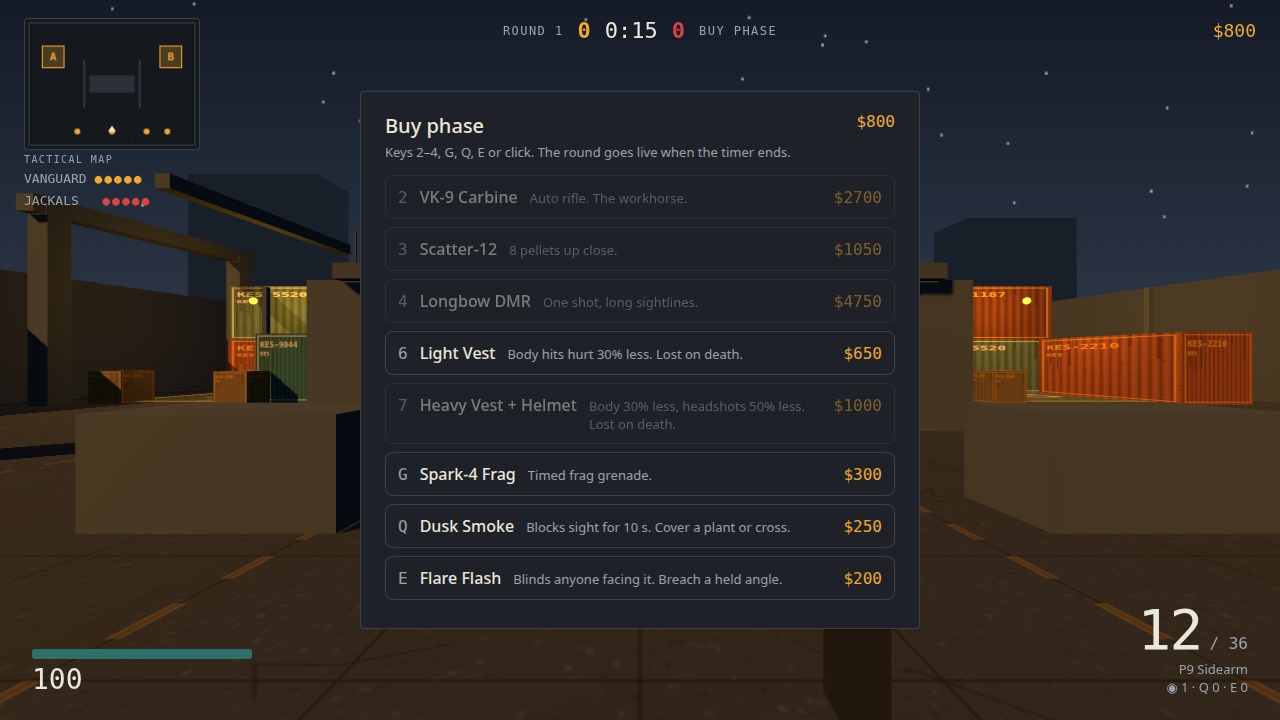 ROUND 1 0 0:15 0 BUY PHASE
$800
A B
TACTICAL MAP
VANGUARD
JACKALS
Buy phase $800
Keys 2–4, G, Q, E or click. The round goes live when the timer ends.
2 VK-9 Carbine Auto rifle. The workhorse. $2700
3 Scatter-12 8 pellets up close. $1050
4 Longbow DMR One shot, long sightlines. $4750
6 Light Vest Body hits hurt 30% less. Lost on death. $650
7 Heavy Vest + Helmet Body 30% less, headshots 50% less. $1000
Lost on death.
G Spark-4 Frag Timed frag grenade. $300
Q Dusk Smoke Blocks sight for 10 s. Cover a plant or cross. $250
E Flare Flash Blinds anyone facing it. Breach a held angle. $200
KES 5520
KES
KES
KES-9044
KES
1187
5520
KES-2210
KES
KES-2210
KES
100
12 / 36
P9 Sidearm
◉ 1 · Q 0 · E 0